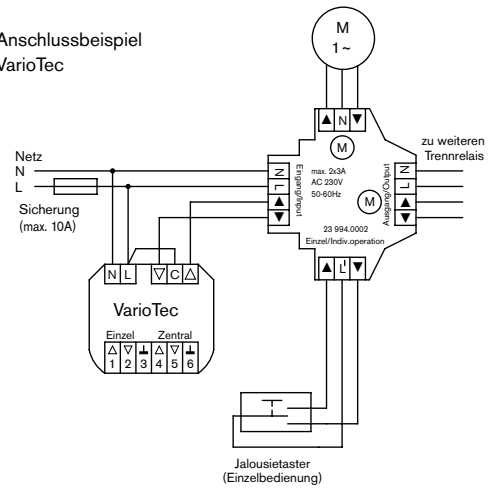 Anschlussbeispiel
VarioTec
M
1~
▲ N ▼
M
zu weiteren
Trennrelais
Netz
N
L
Sicherung
(max. 10A)
N
L
▲
▼
Eingang/Input
max. 2x3A
AC 230V
50-60Hz
M
Ausgang/Output
N
L
▲
▼
23 994.0002
Einzel/Indiv.operation
▲ L' ▼
N L ▽ C △
VarioTec
Einzel Zentral
△ ▽ ⊥ △ ▽ ⊥
1 2 3 4 5 6
Jalousietaster
(Einzelbedienung)